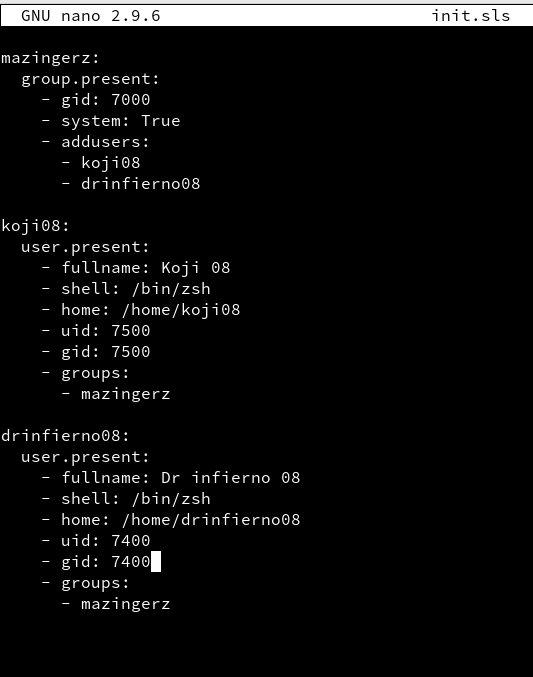 GNU nano 2.9.6 init.sls
mazingerz:
  group.present:
    - gid: 7000
    - system: True
    - addusers:
      - koji08
      - drinfierno08
koji08:
  user.present:
    - fullname: Koji 08
    - shell: /bin/zsh
    - home: /home/koji08
    - uid: 7500
    - gid: 7500
    - groups:
      - mazingerz
drinfierno08:
  user.present:
    - fullname: Dr infierno 08
    - shell: /bin/zsh
    - home: /home/drinfierno08
    - uid: 7400
    - gid: 7400
    - groups:
      - mazingerz